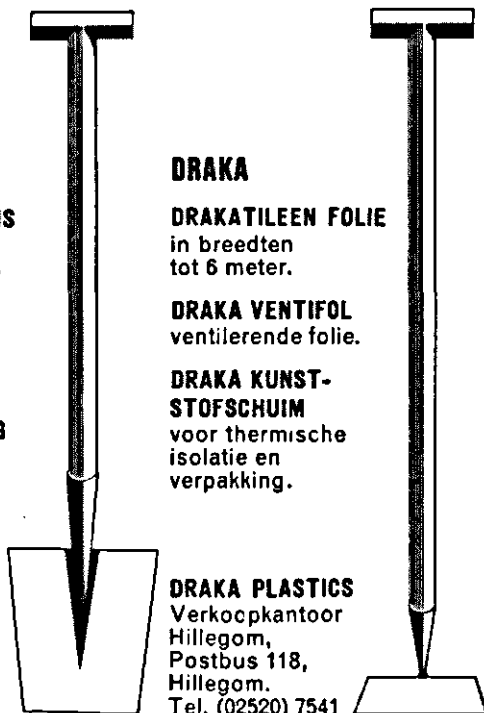 DRAKA
DRAKATILEEN FOLIE
in breedten
tot 6 meter.
DRAKA VENTIFOL
ventilerende folie.
DRAKA KUNST-
STOFSCHUIM
voor thermische
isolatie en
verpakking.
DRAKA PLASTICS
Verkoopkantoor
Hillegom,
Postbus 118,
Hillegom.
Tel. (02520) 7541